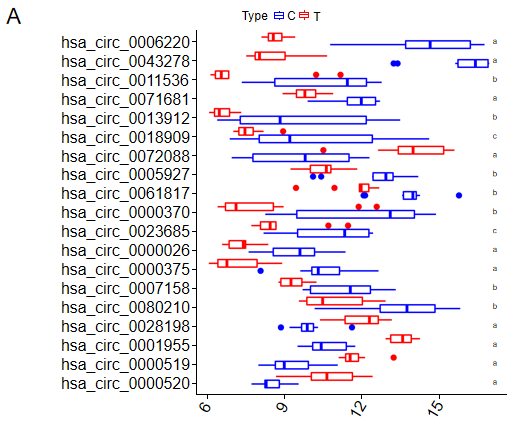 A
Type C T
hsa_circ_0006220 a
hsa_circ_0043278 a
hsa_circ_0011536 b
hsa_circ_0071681 a
hsa_circ_0013912 b
hsa_circ_0018909 c
hsa_circ_0072088 a
hsa_circ_0005927 b
hsa_circ_0061817 b
hsa_circ_0000370 b
hsa_circ_0023685 c
hsa_circ_0000026 a
hsa_circ_0000375 a
hsa_circ_0007158 b
hsa_circ_0080210 b
hsa_circ_0028198 a
hsa_circ_0001955 a
hsa_circ_0000519 a
hsa_circ_0000520 a
6 9 12 15